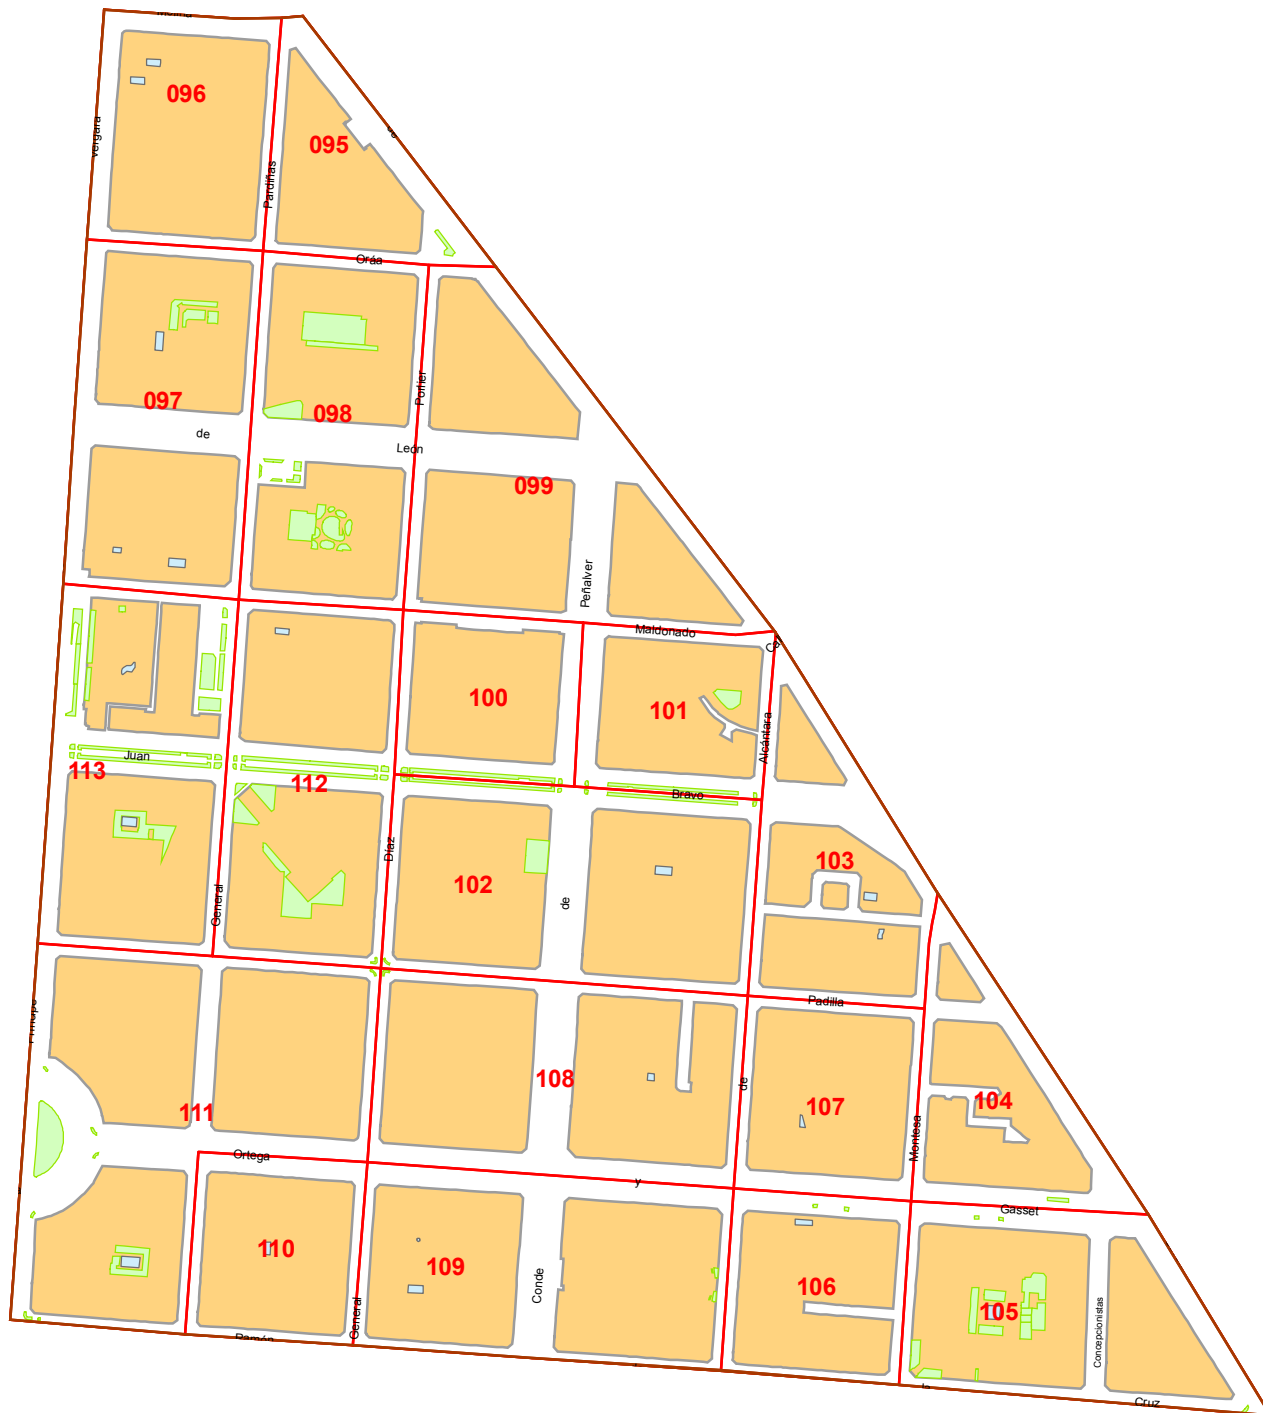 096
Vergara
095
Pardiñas
Oráa
097
098
Porlier
de
León
099
Peñalver
Maldonado
100
101
Alcántara
Juan
113
112
Bravo
Díaz
102
103
General
de
Padilla
108
de
107
104
111
Montesa
Ortega
y
Gasset
110
109
Conde
106
105
Concepcionistas
General
Ramón
Cruz